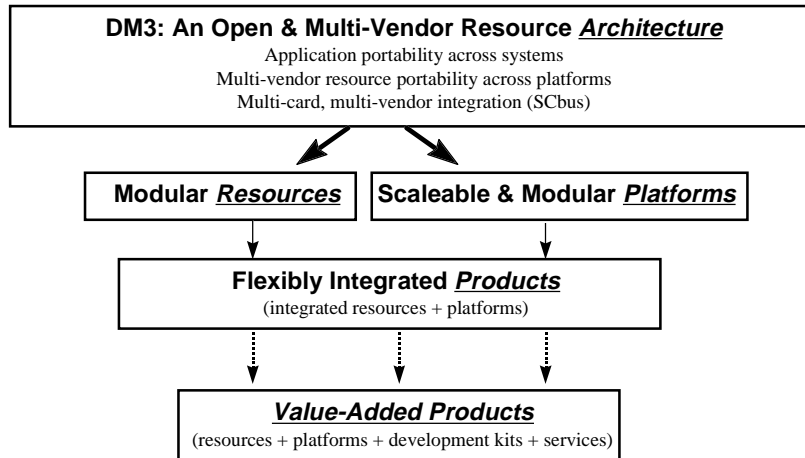 DM3: An Open & Multi-Vendor Resource Architecture
Application portability across systems
Multi-vendor resource portability across platforms
Multi-card, multi-vendor integration (SCbus)
Modular Resources
Scaleable & Modular Platforms
Flexibly Integrated Products
(integrated resources + platforms)
Value-Added Products
(resources + platforms + development kits + services)